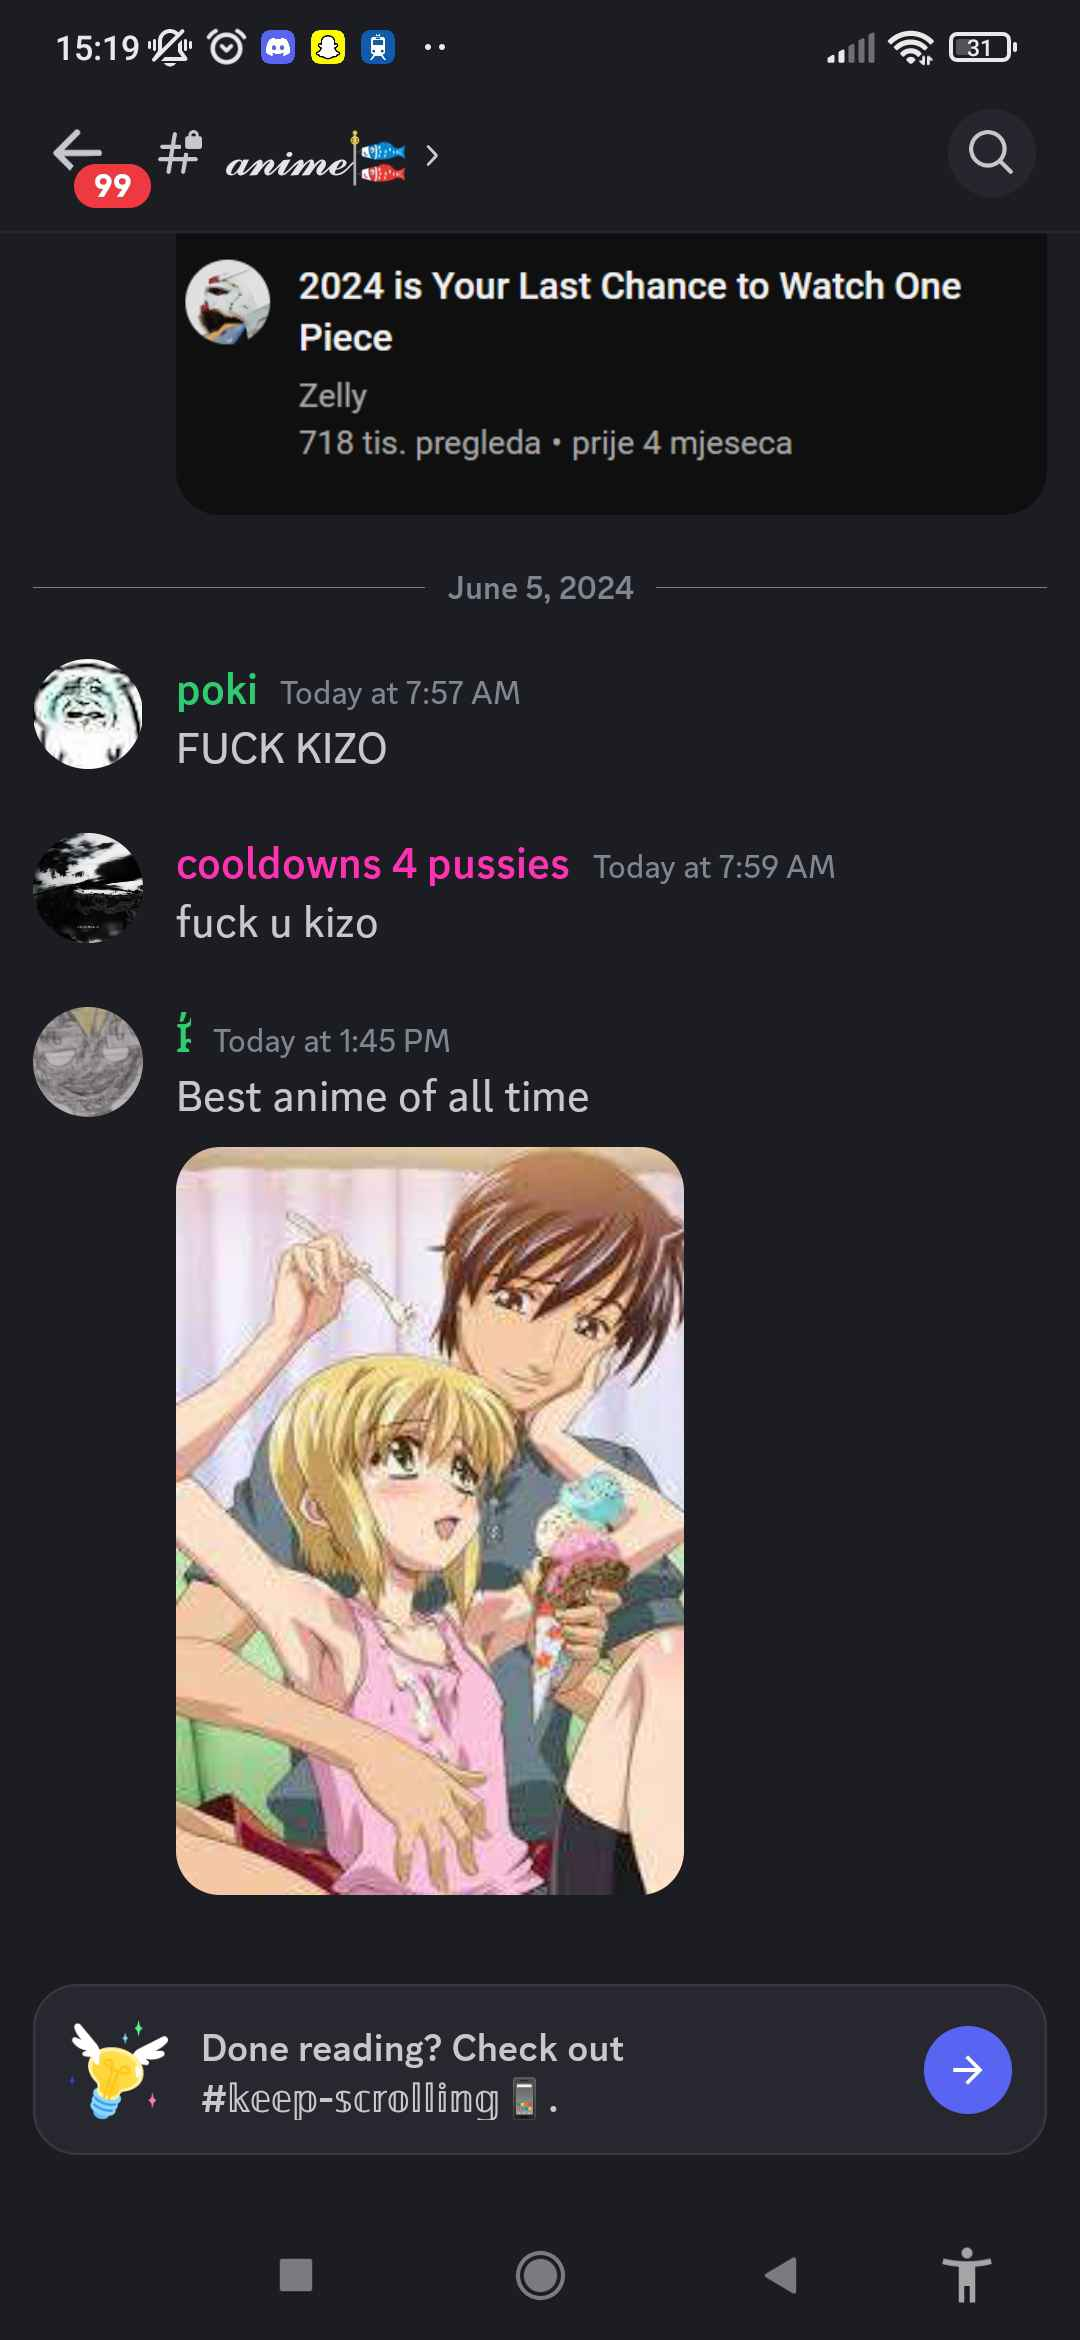 15:19
31
99
# 𝒶𝓃𝒾𝓂𝑒
2024 is Your Last Chance to Watch One
Piece
Zelly
718 tis. pregleda • prije 4 mjeseca
June 5, 2024
poki Today at 7:57 AM
FUCK KIZO
cooldowns 4 pussies Today at 7:59 AM
fuck u kizo
Today at 1:45 PM
Best anime of all time
Done reading? Check out
#𝕜𝕖𝕖𝕡-𝕤𝕔𝕣𝕠𝕝𝕝𝕚𝕟𝕘📱.